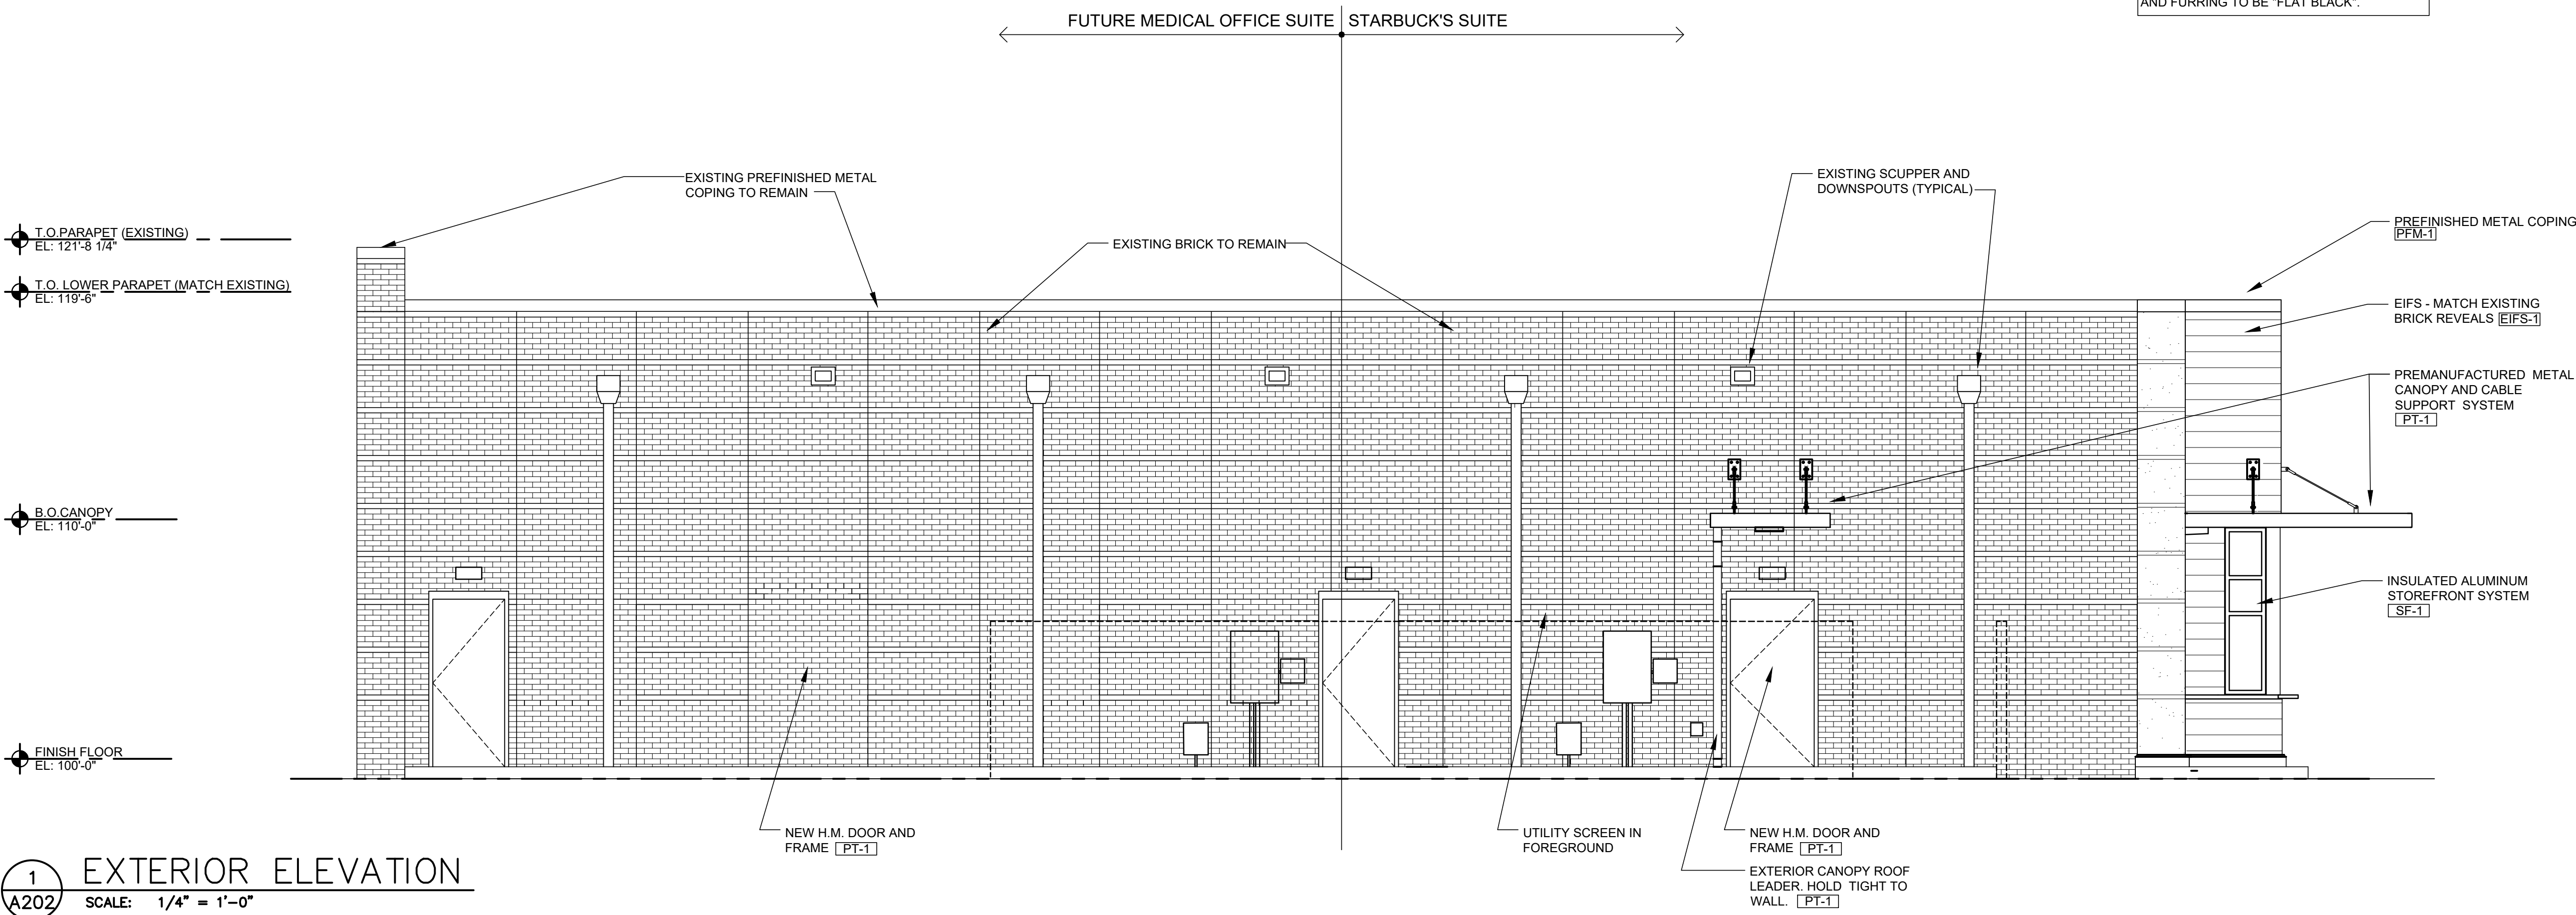 AND FURRING TO BE "FLAT BLACK".
FUTURE MEDICAL OFFICE SUITE
STARBUCK'S SUITE
EXISTING PREFINISHED METAL
COPING TO REMAIN
EXISTING SCUPPER AND
DOWNSPOUTS (TYPICAL)
T.O.PARAPET (EXISTING)
EL: 121'-8 1/4"
PREFINISHED METAL COPING
PFM-1
EXISTING BRICK TO REMAIN
T.O. LOWER PARAPET (MATCH EXISTING)
EL: 119'-6"
EIFS - MATCH EXISTING
BRICK REVEALS EIFS-1
PREMANUFACTURED METAL
CANOPY AND CABLE
SUPPORT SYSTEM
PT-1
B.O.CANOPY
EL: 110'-0"
INSULATED ALUMINUM
STOREFRONT SYSTEM
SF-1
FINISH FLOOR
EL: 100'-0"
NEW H.M. DOOR AND
FRAME PT-1
UTILITY SCREEN IN
FOREGROUND
NEW H.M. DOOR AND
FRAME PT-1
EXTERIOR CANOPY ROOF
LEADER. HOLD TIGHT TO
WALL. PT-1
1
A202
EXTERIOR ELEVATION
SCALE: 1/4" = 1'-0"